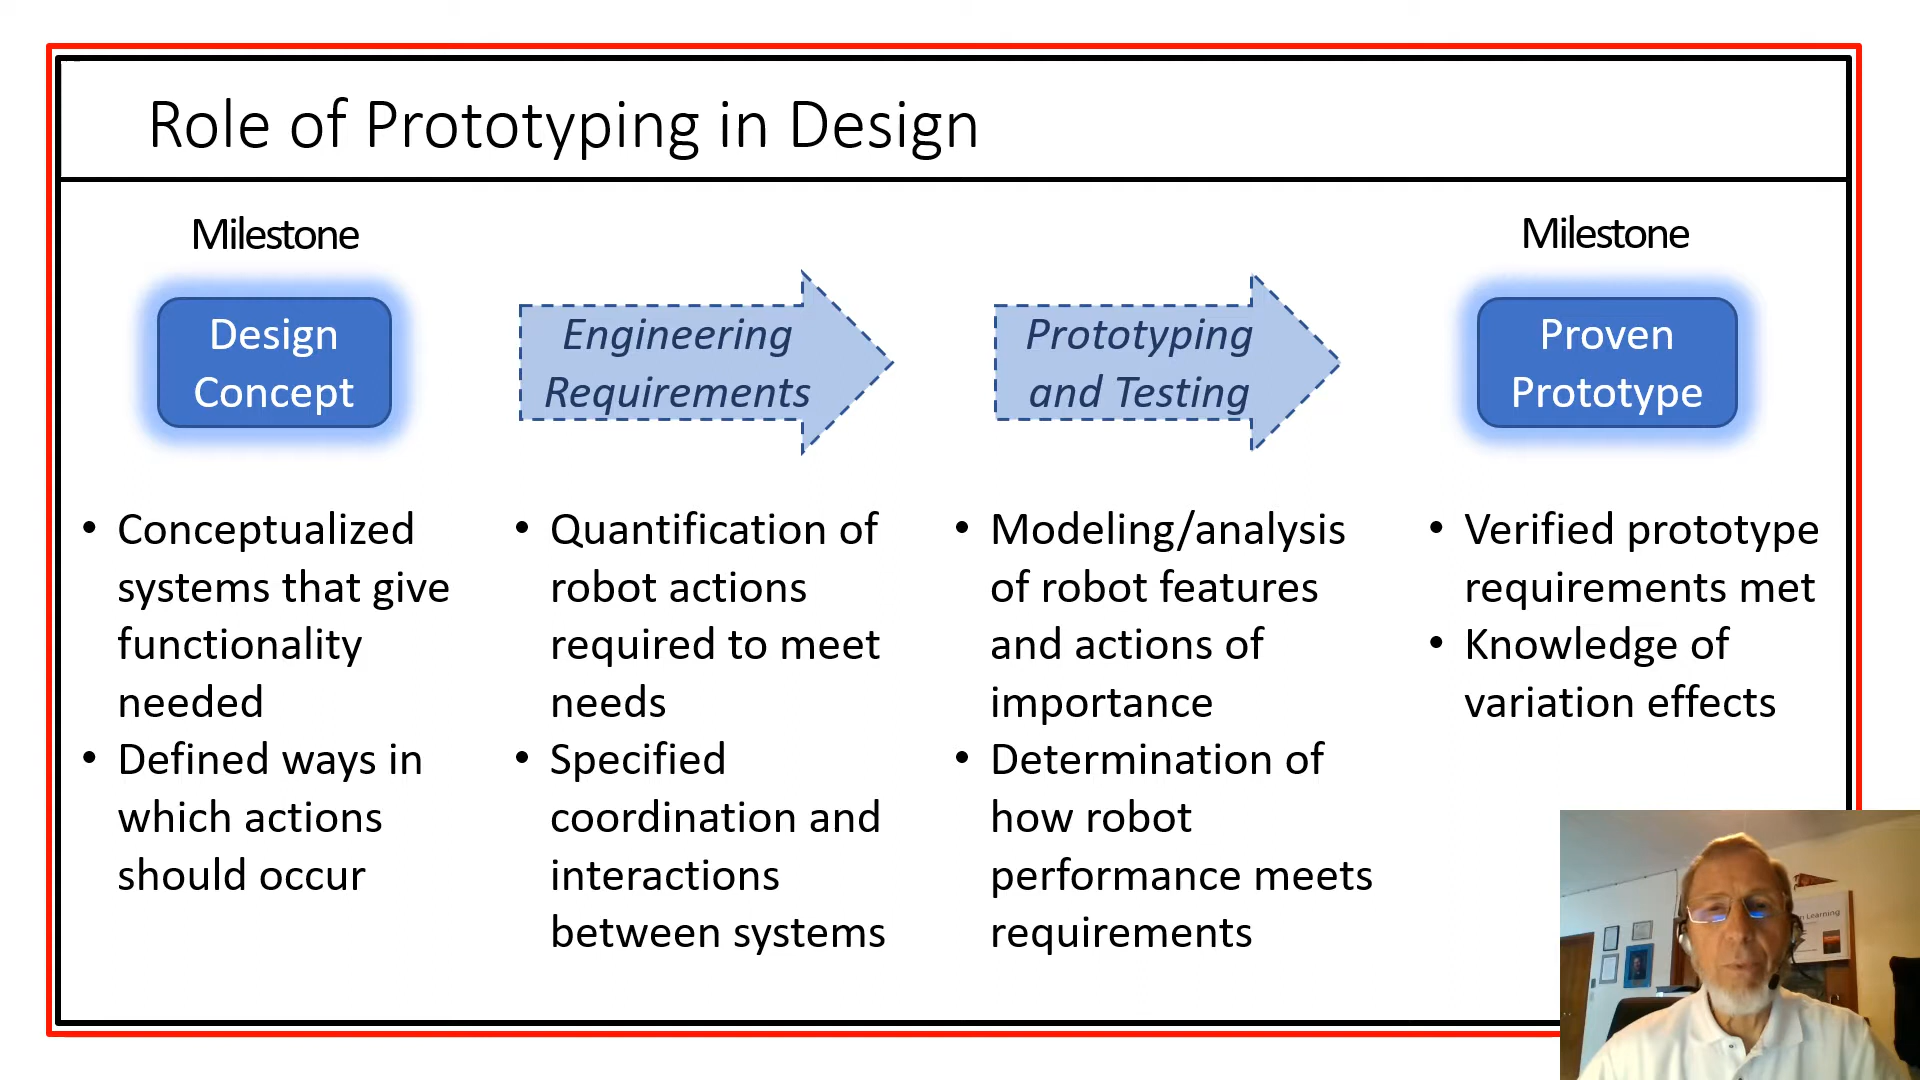 Role of Prototyping in Design
Milestone
Design
Concept
• Conceptualized
systems that give
functionality
needed
• Defined ways in
which actions
should occur
Engineering
Requirements
• Quantification of
robot actions
required to meet
needs
• Specified
coordination and
interactions
between systems
Prototyping
and Testing
• Modeling/analysis
of robot features
and actions of
importance
• Determination of
how robot
performance meets
requirements
Milestone
Proven
Prototype
• Verified prototype
requirements met
• Knowledge of
variation effects
Learning